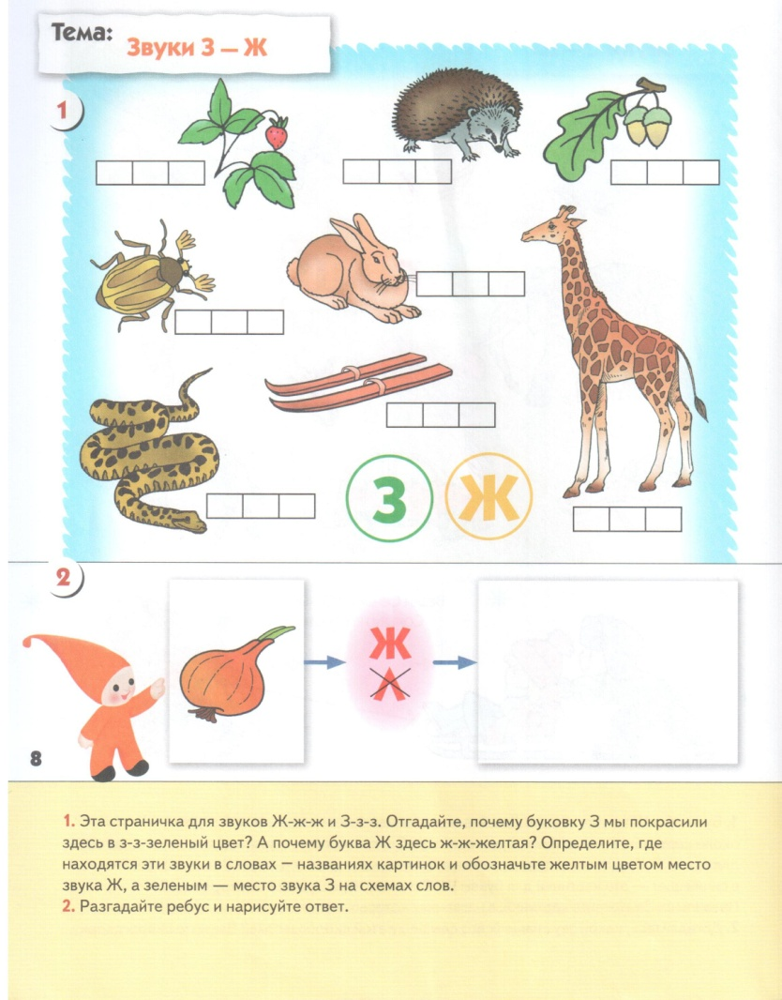 Тема:
Звуки З — Ж
1
З Ж
2
Ж
Л
8
1. Эта страничка для звуков Ж-ж-ж и З-з-з. Отгадайте, почему буковку З мы покрасили
здесь в з-з-зеленый цвет? А почему буква Ж здесь ж-ж-желтая? Определите, где
находятся эти звуки в словах — названиях картинок и обозначьте желтым цветом место
звука Ж, а зеленым — место звука З на схемах слов.
2. Разгадайте ребус и нарисуйте ответ.